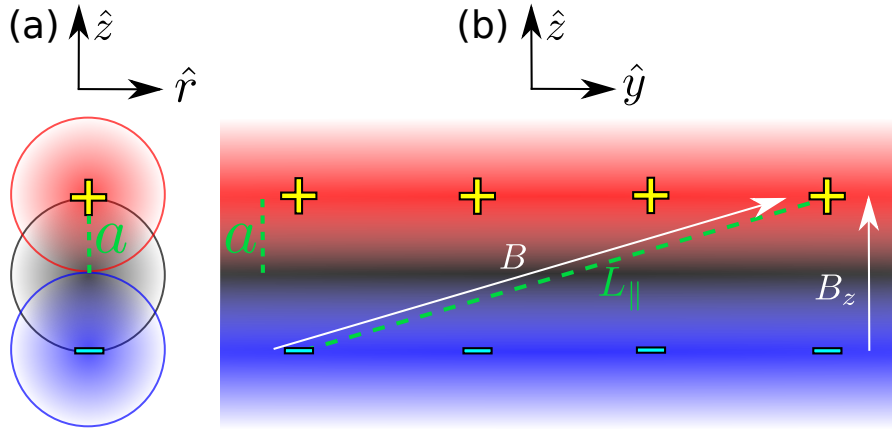 (a) ẑ (b) ẑ
r̂ ŷ
+ + + + +
a a B L∥ B_z
− − − − −